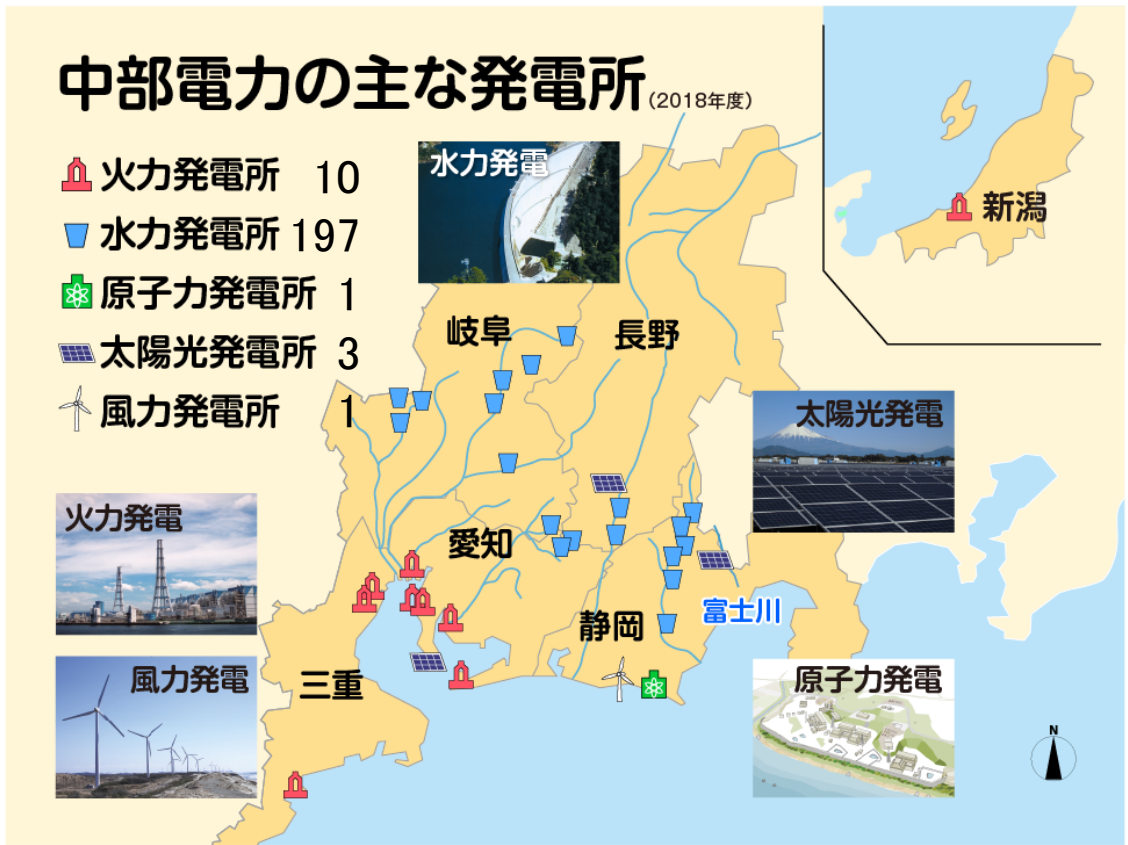 中部電力の主な発電所(2018年度)
火力発電所 10
水力発電所 197
原子力発電所 1
太陽光発電所 3
風力発電所 1
水力発電
新潟
岐阜
長野
太陽光発電
火力発電
愛知
富士川
静岡
風力発電
三重
原子力発電
N